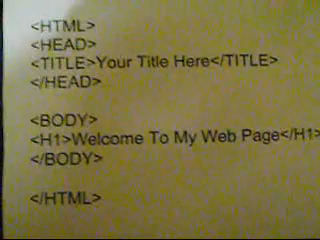 <HTML>
<HEAD>
<TITLE>Your Title Here</TITLE>
</HEAD>
<BODY>
<H1>Welcome To My Web Page</H1>
</BODY>
</HTML>